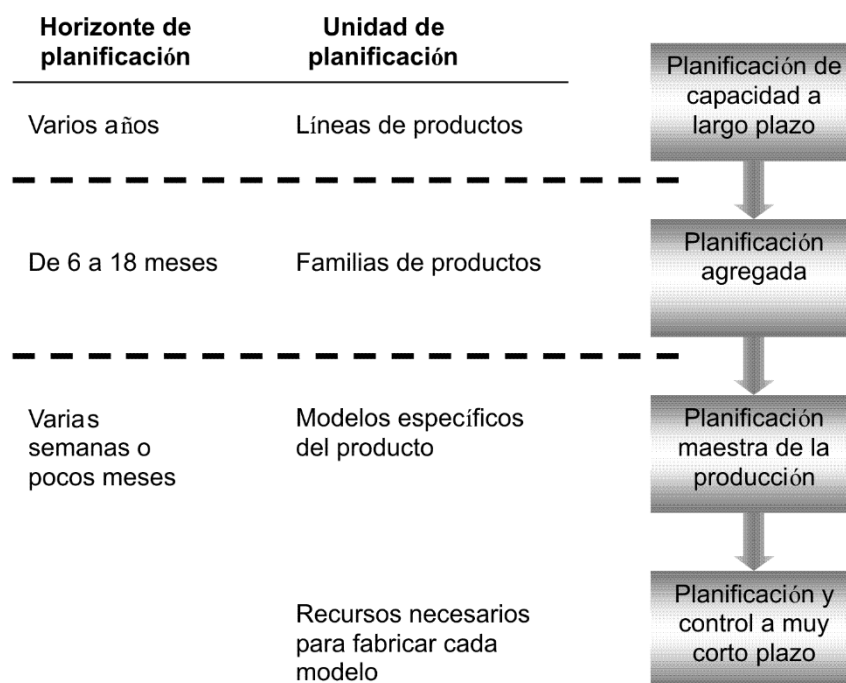 Horizonte de
planificación
Unidad de
planificación
Varios años
Líneas de productos
Planificación de
capacidad a
largo plazo
De 6 a 18 meses
Familias de productos
Planificación
agregada
Varias
semanas o
pocos meses
Modelos específicos
del producto
Planificación
maestra de la
producción
Recursos necesarios
para fabricar cada
modelo
Planificación y
control a muy
corto plazo